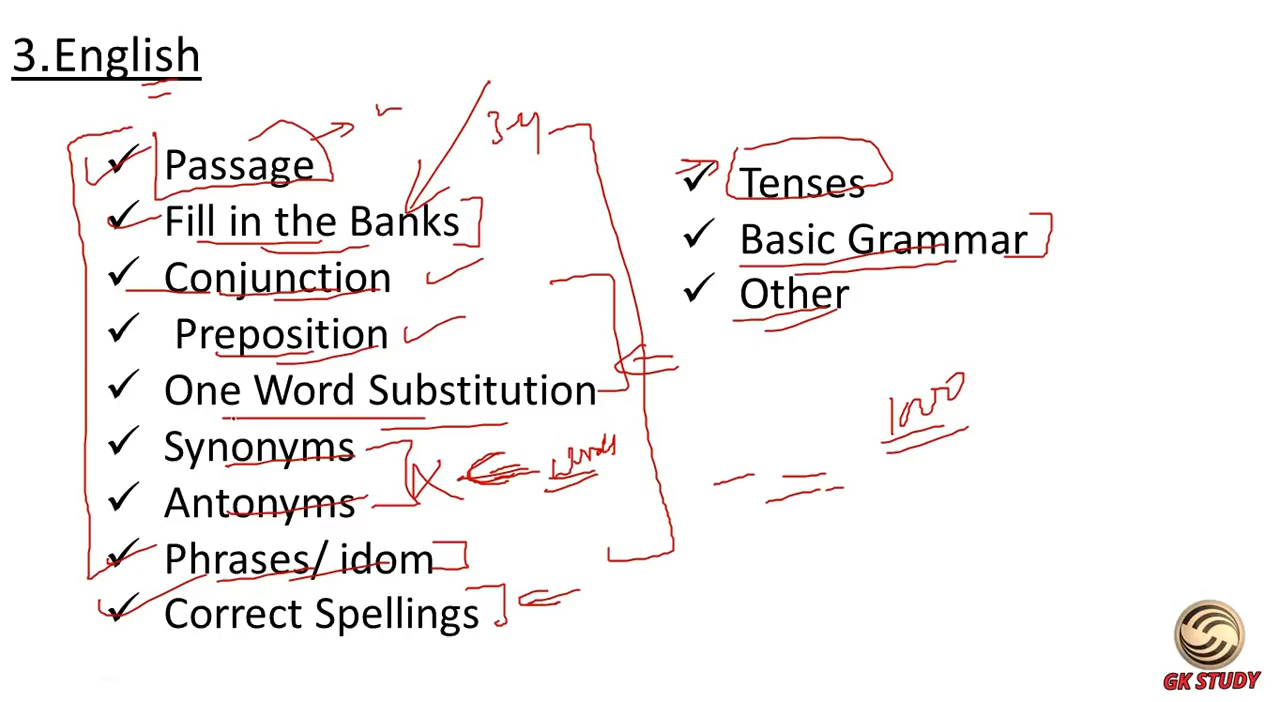 3.English
✓ Passage
✓ Fill in the Banks
✓ Conjunction
✓ Preposition
✓ One Word Substitution
✓ Synonyms
✓ Antonyms
✓ Phrases/ idom
✓ Correct Spellings
✓ Tenses
✓ Basic Grammar
✓ Other
GK STUDY